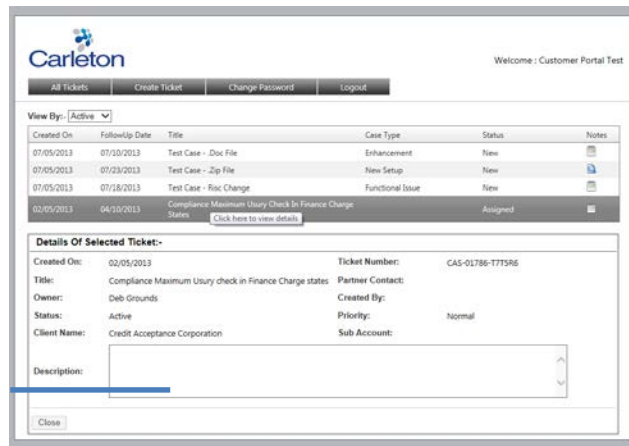 Carleton
Welcome : Customer Portal Test
All Tickets Create Ticket Change Password Logout
View By:- Active
Created On FollowUp Date Title Case Type Status Notes
07/05/2013 07/10/2013 Test Case - .Doc File Enhancement New
07/05/2013 07/23/2013 Test Case - .Zip File New Setup New
07/05/2013 07/18/2013 Test Case - Risc Change Functional Issue New
02/05/2013 04/10/2013 Compliance Maximum Usury Check In Finance Charge States Assigned
Click here to view details
Details Of Selected Ticket:-
Created On: 02/05/2013 Ticket Number: CAS-01786-T7T5R6
Title: Compliance Maximum Usury check in Finance Charge states Partner Contact:
Owner: Deb Grounds Created By:
Status: Active Priority: Normal
Client Name: Credit Acceptance Corporation Sub Account:
Description:
Close